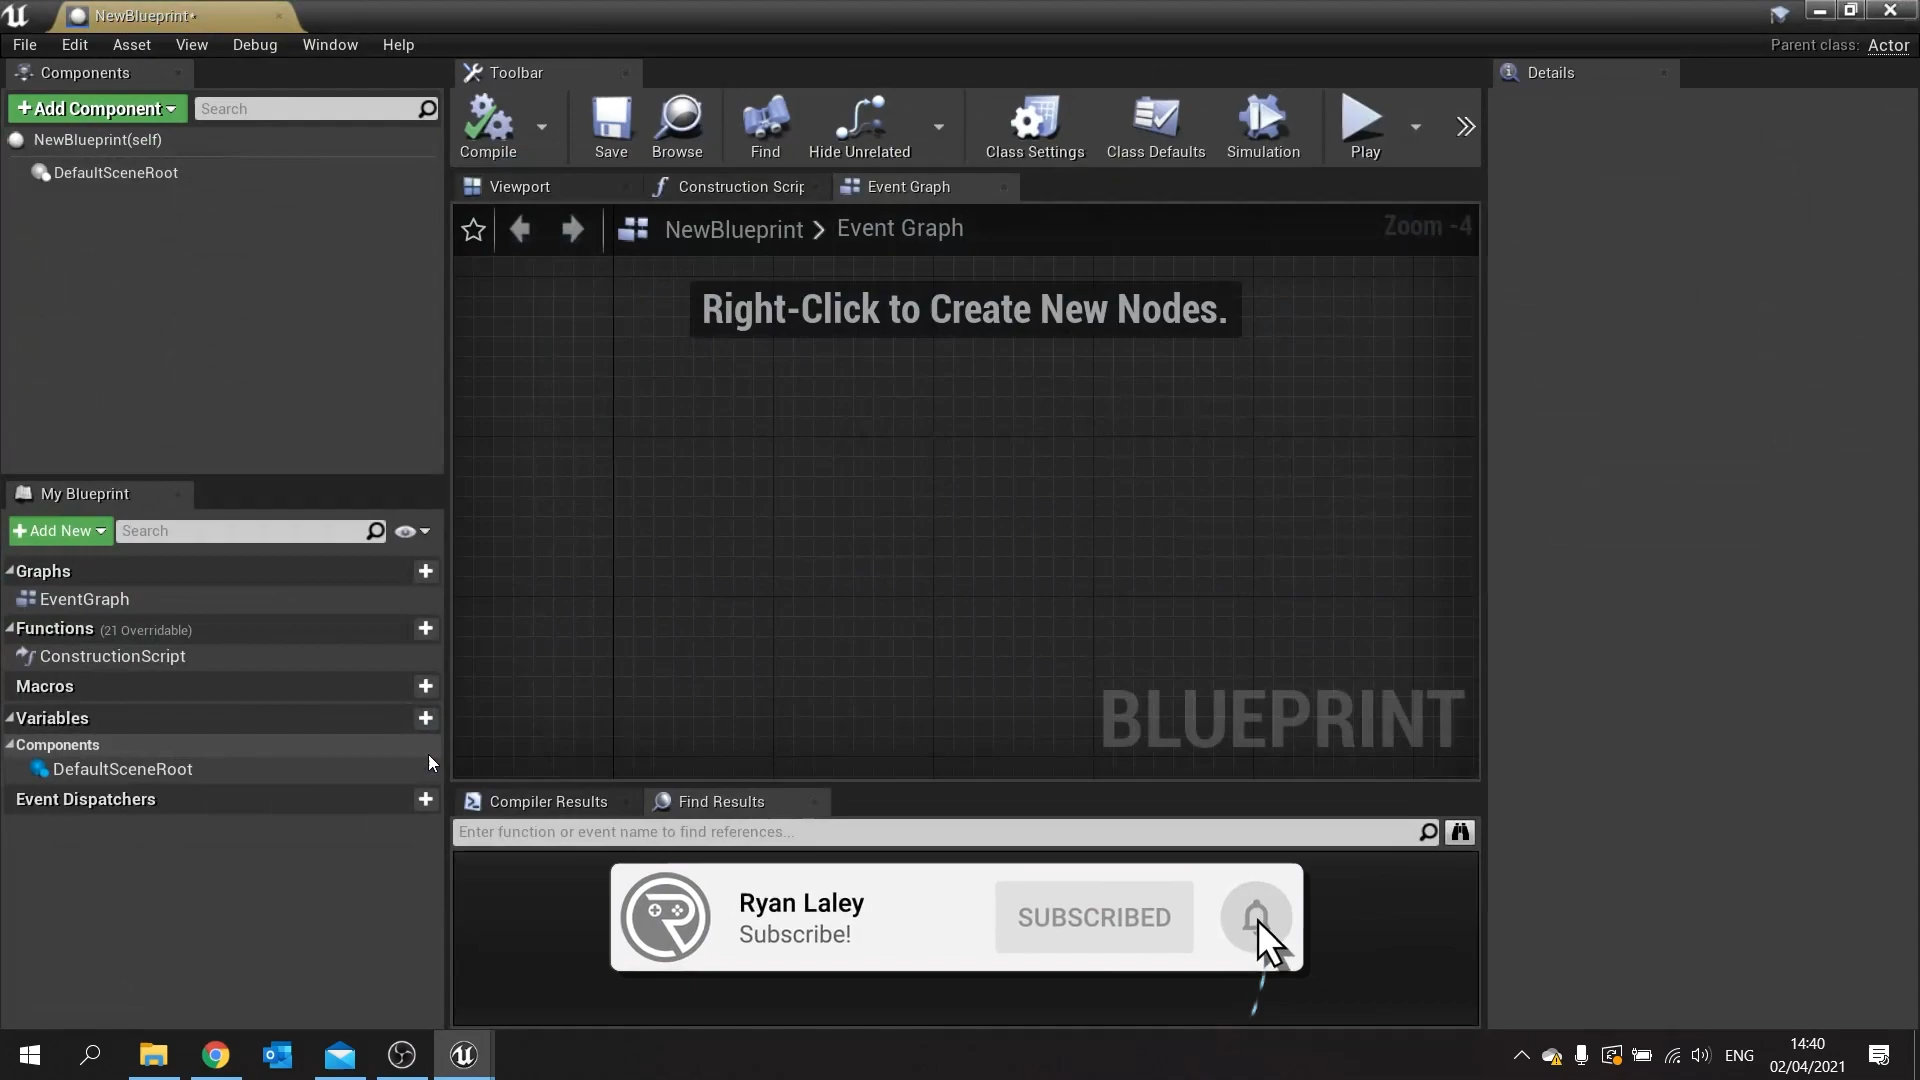 NewBlueprint*
File Edit Asset View Debug Window Help
Parent class: Actor
Components
Toolbar
Details
Add Component
Search
Compile
Save
Browse
Find
Hide Unrelated
Class Settings
Class Defaults
Simulation
Play
NewBlueprint(self)
DefaultSceneRoot
Viewport
Construction Scrip
Event Graph
NewBlueprint > Event Graph
Zoom -4
Right-Click to Create New Nodes.
BLUEPRINT
My Blueprint
Add New
Search
Graphs
EventGraph
Functions (21 Overridable)
ConstructionScript
Macros
Variables
Components
DefaultSceneRoot
Event Dispatchers
Compiler Results
Find Results
Enter function or event name to find references...
Ryan Laley
Subscribe!
SUBSCRIBED
ENG
14:40
02/04/2021